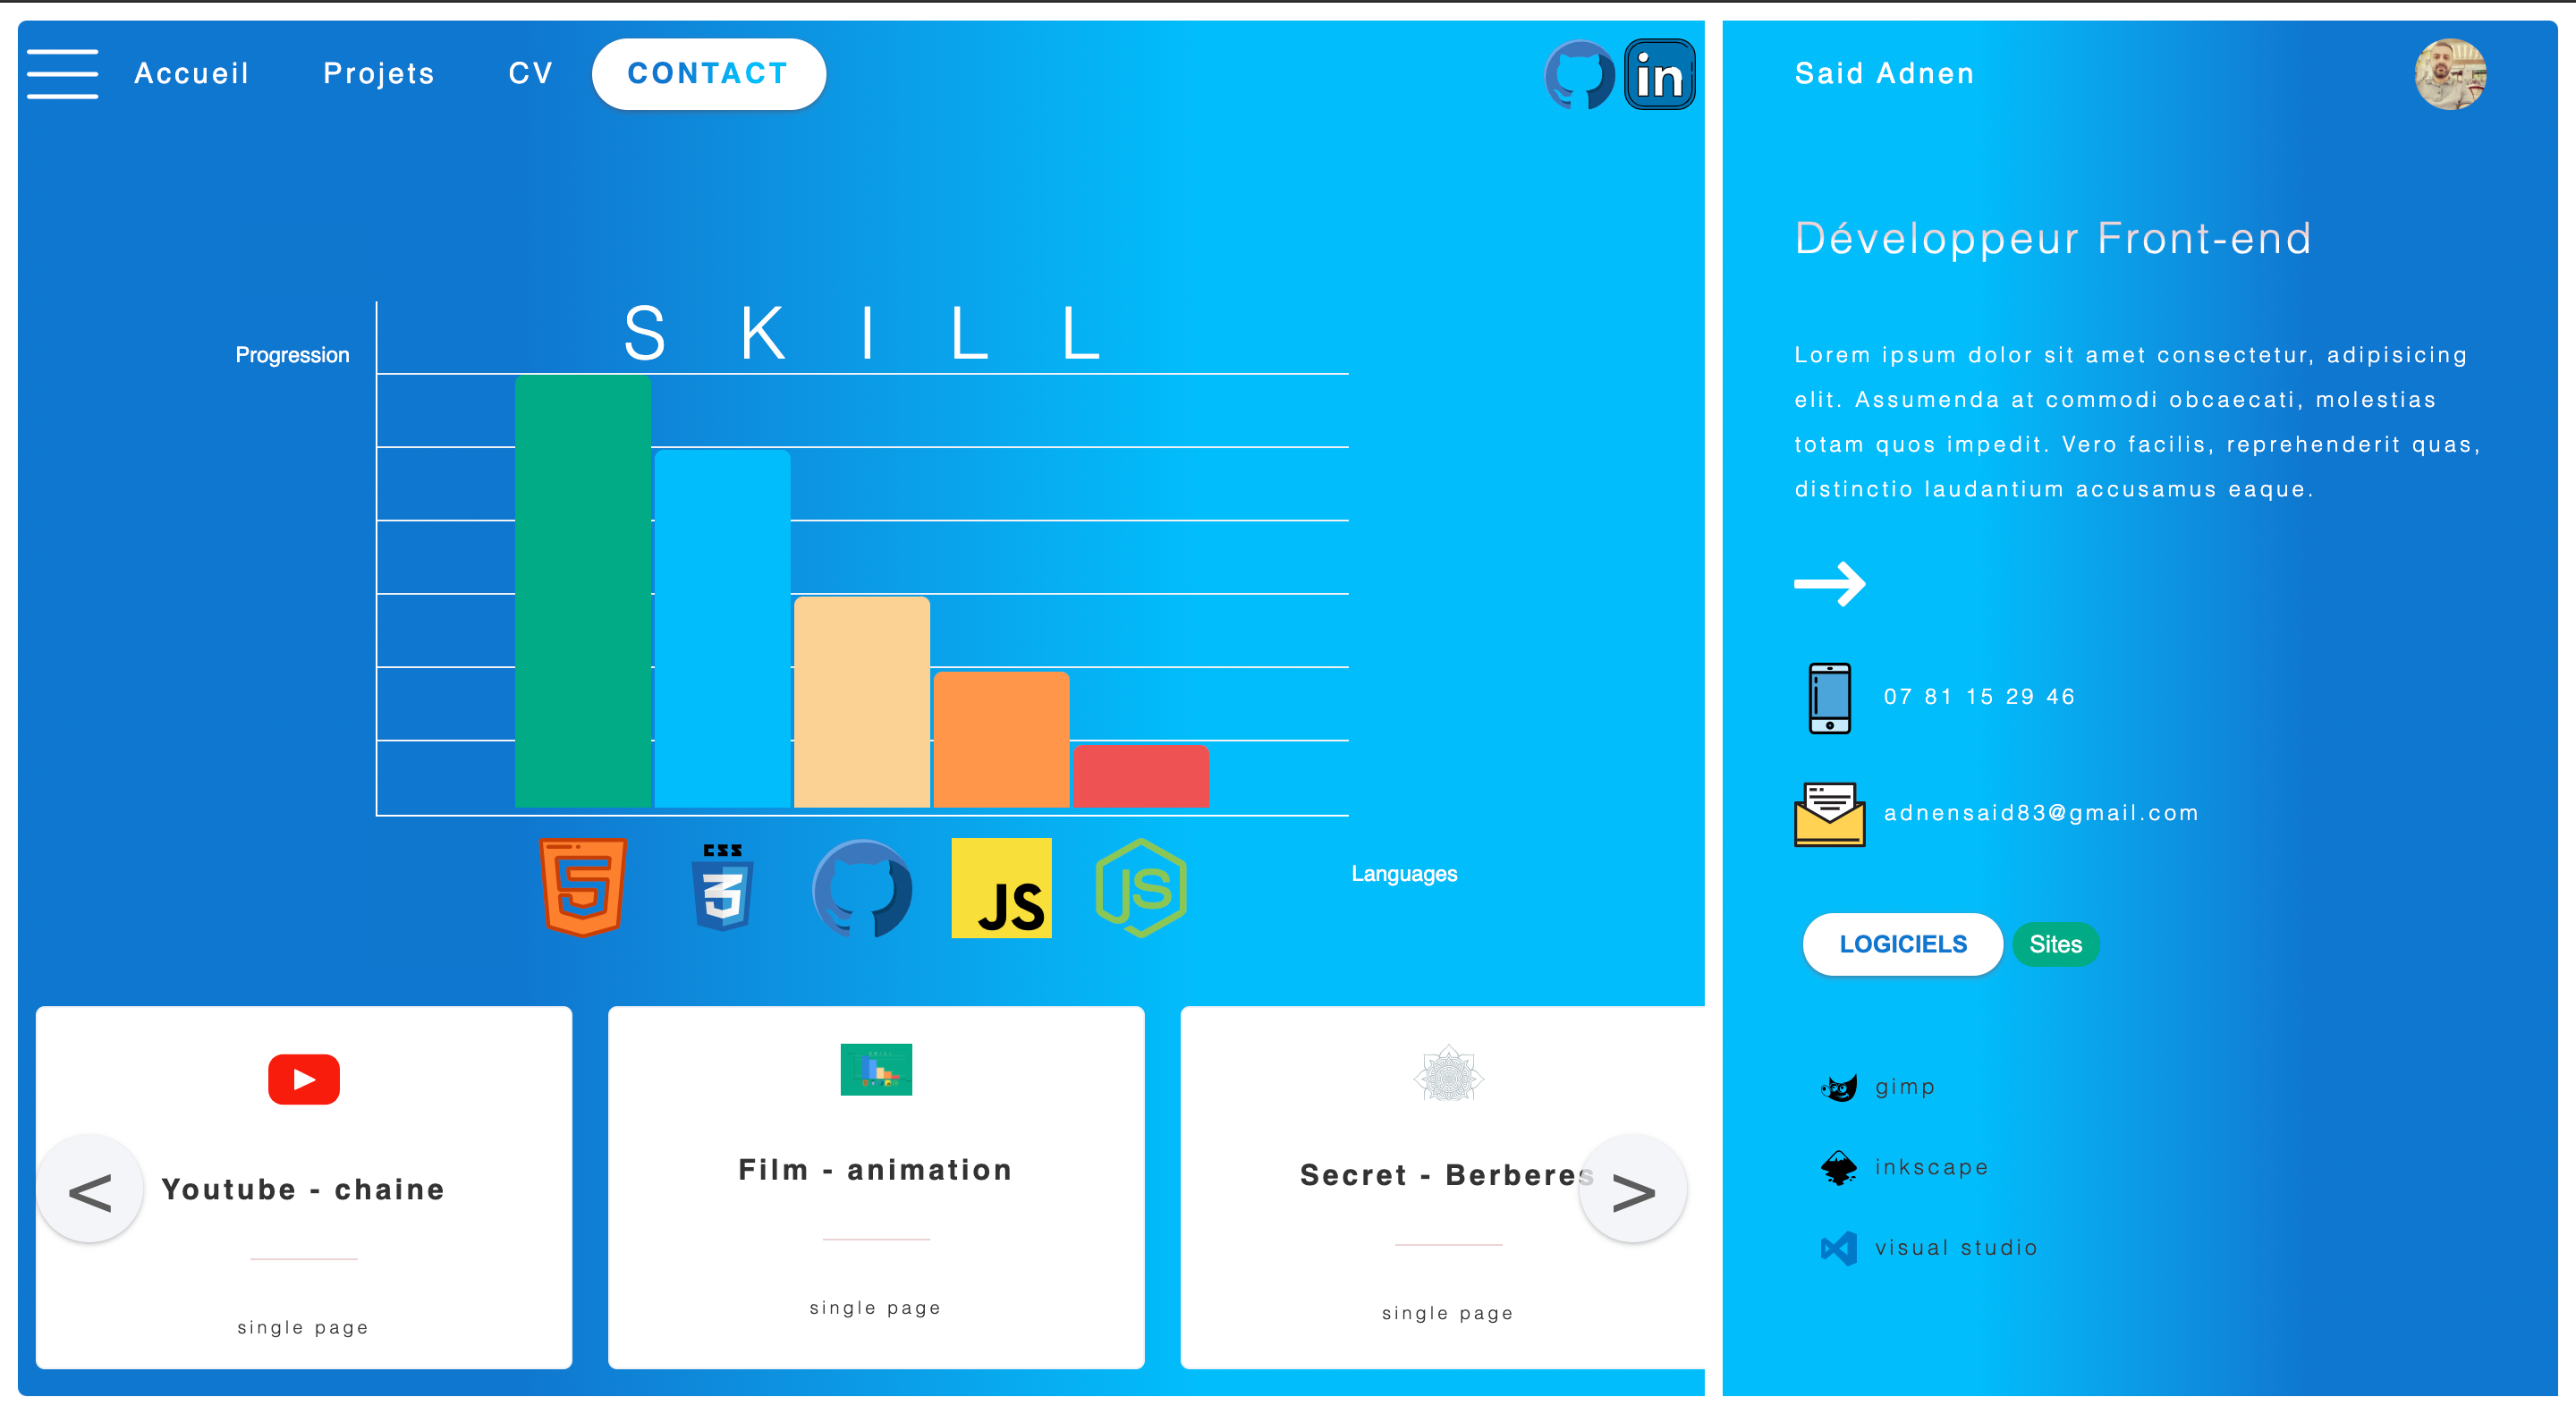 Accueil Projets CV CONTACT
in
SKILL
Progression
CSS
3
JS
JS
Languages
<
Youtube - chaine
single page
Film - animation
single page
Secret - Berberes
single page
>
Said Adnen
Développeur Front-end
Lorem ipsum dolor sit amet consectetur, adipisicing
elit. Assumenda at commodi obcaecati, molestias
totam quos impedit. Vero facilis, reprehenderit quas,
distinctio laudantium accusamus eaque.
07 81 15 29 46
adnensaid83@gmail.com
LOGICIELS Sites
gimp
inkscape
visual studio